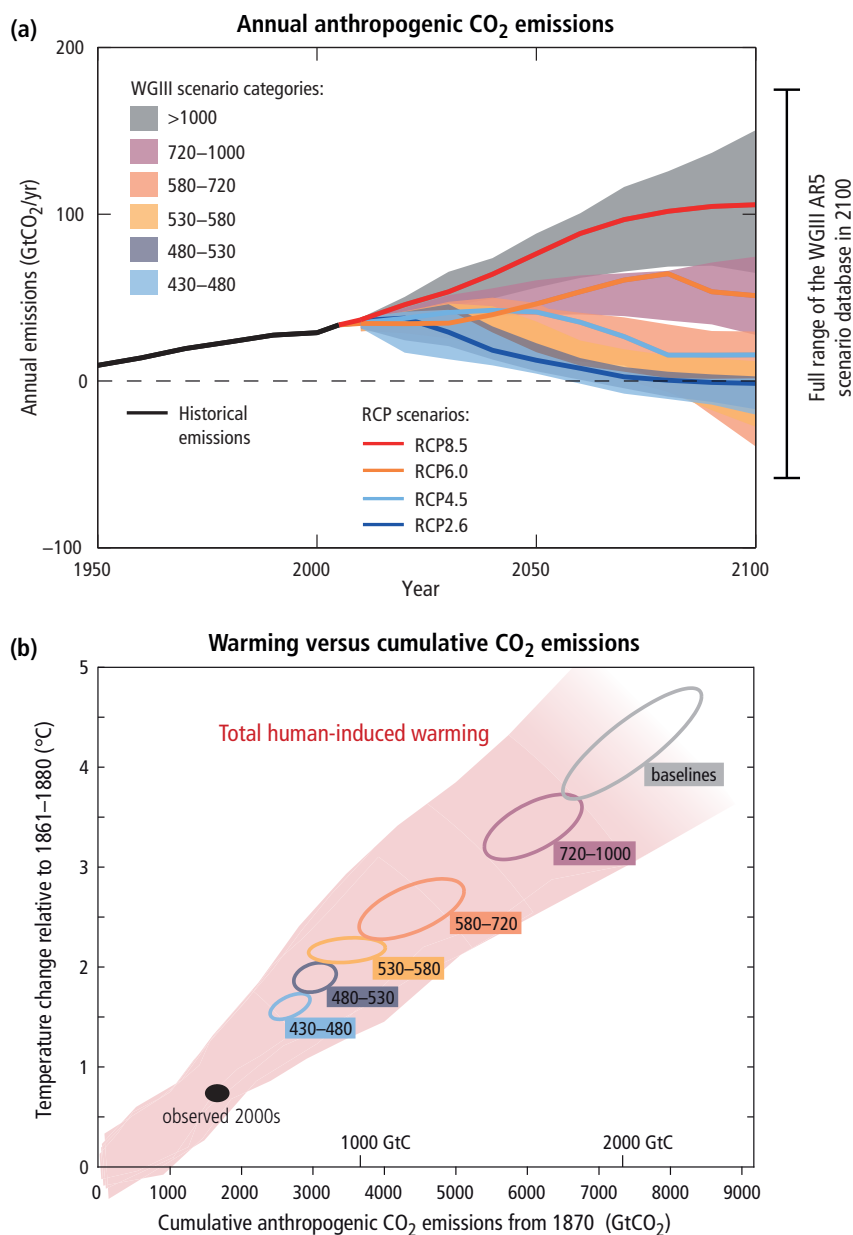 (a)
Annual anthropogenic CO2 emissions
200
100
0
−100
Annual emissions (GtCO2/yr)
WGIII scenario categories:
>1000
720–1000
580–720
530–580
480–530
430–480
Historical
emissions
RCP scenarios:
RCP8.5
RCP6.0
RCP4.5
RCP2.6
1950
2000
2050
2100
Year
Full range of the WGIII AR5
scenario database in 2100
(b)
Warming versus cumulative CO2 emissions
5
4
3
2
1
0
Temperature change relative to 1861–1880 (°C)
Total human-induced warming
baselines
720–1000
580–720
530–580
480–530
430–480
observed 2000s
1000 GtC
2000 GtC
0
1000
2000
3000
4000
5000
6000
7000
8000
9000
Cumulative anthropogenic CO2 emissions from 1870 (GtCO2)